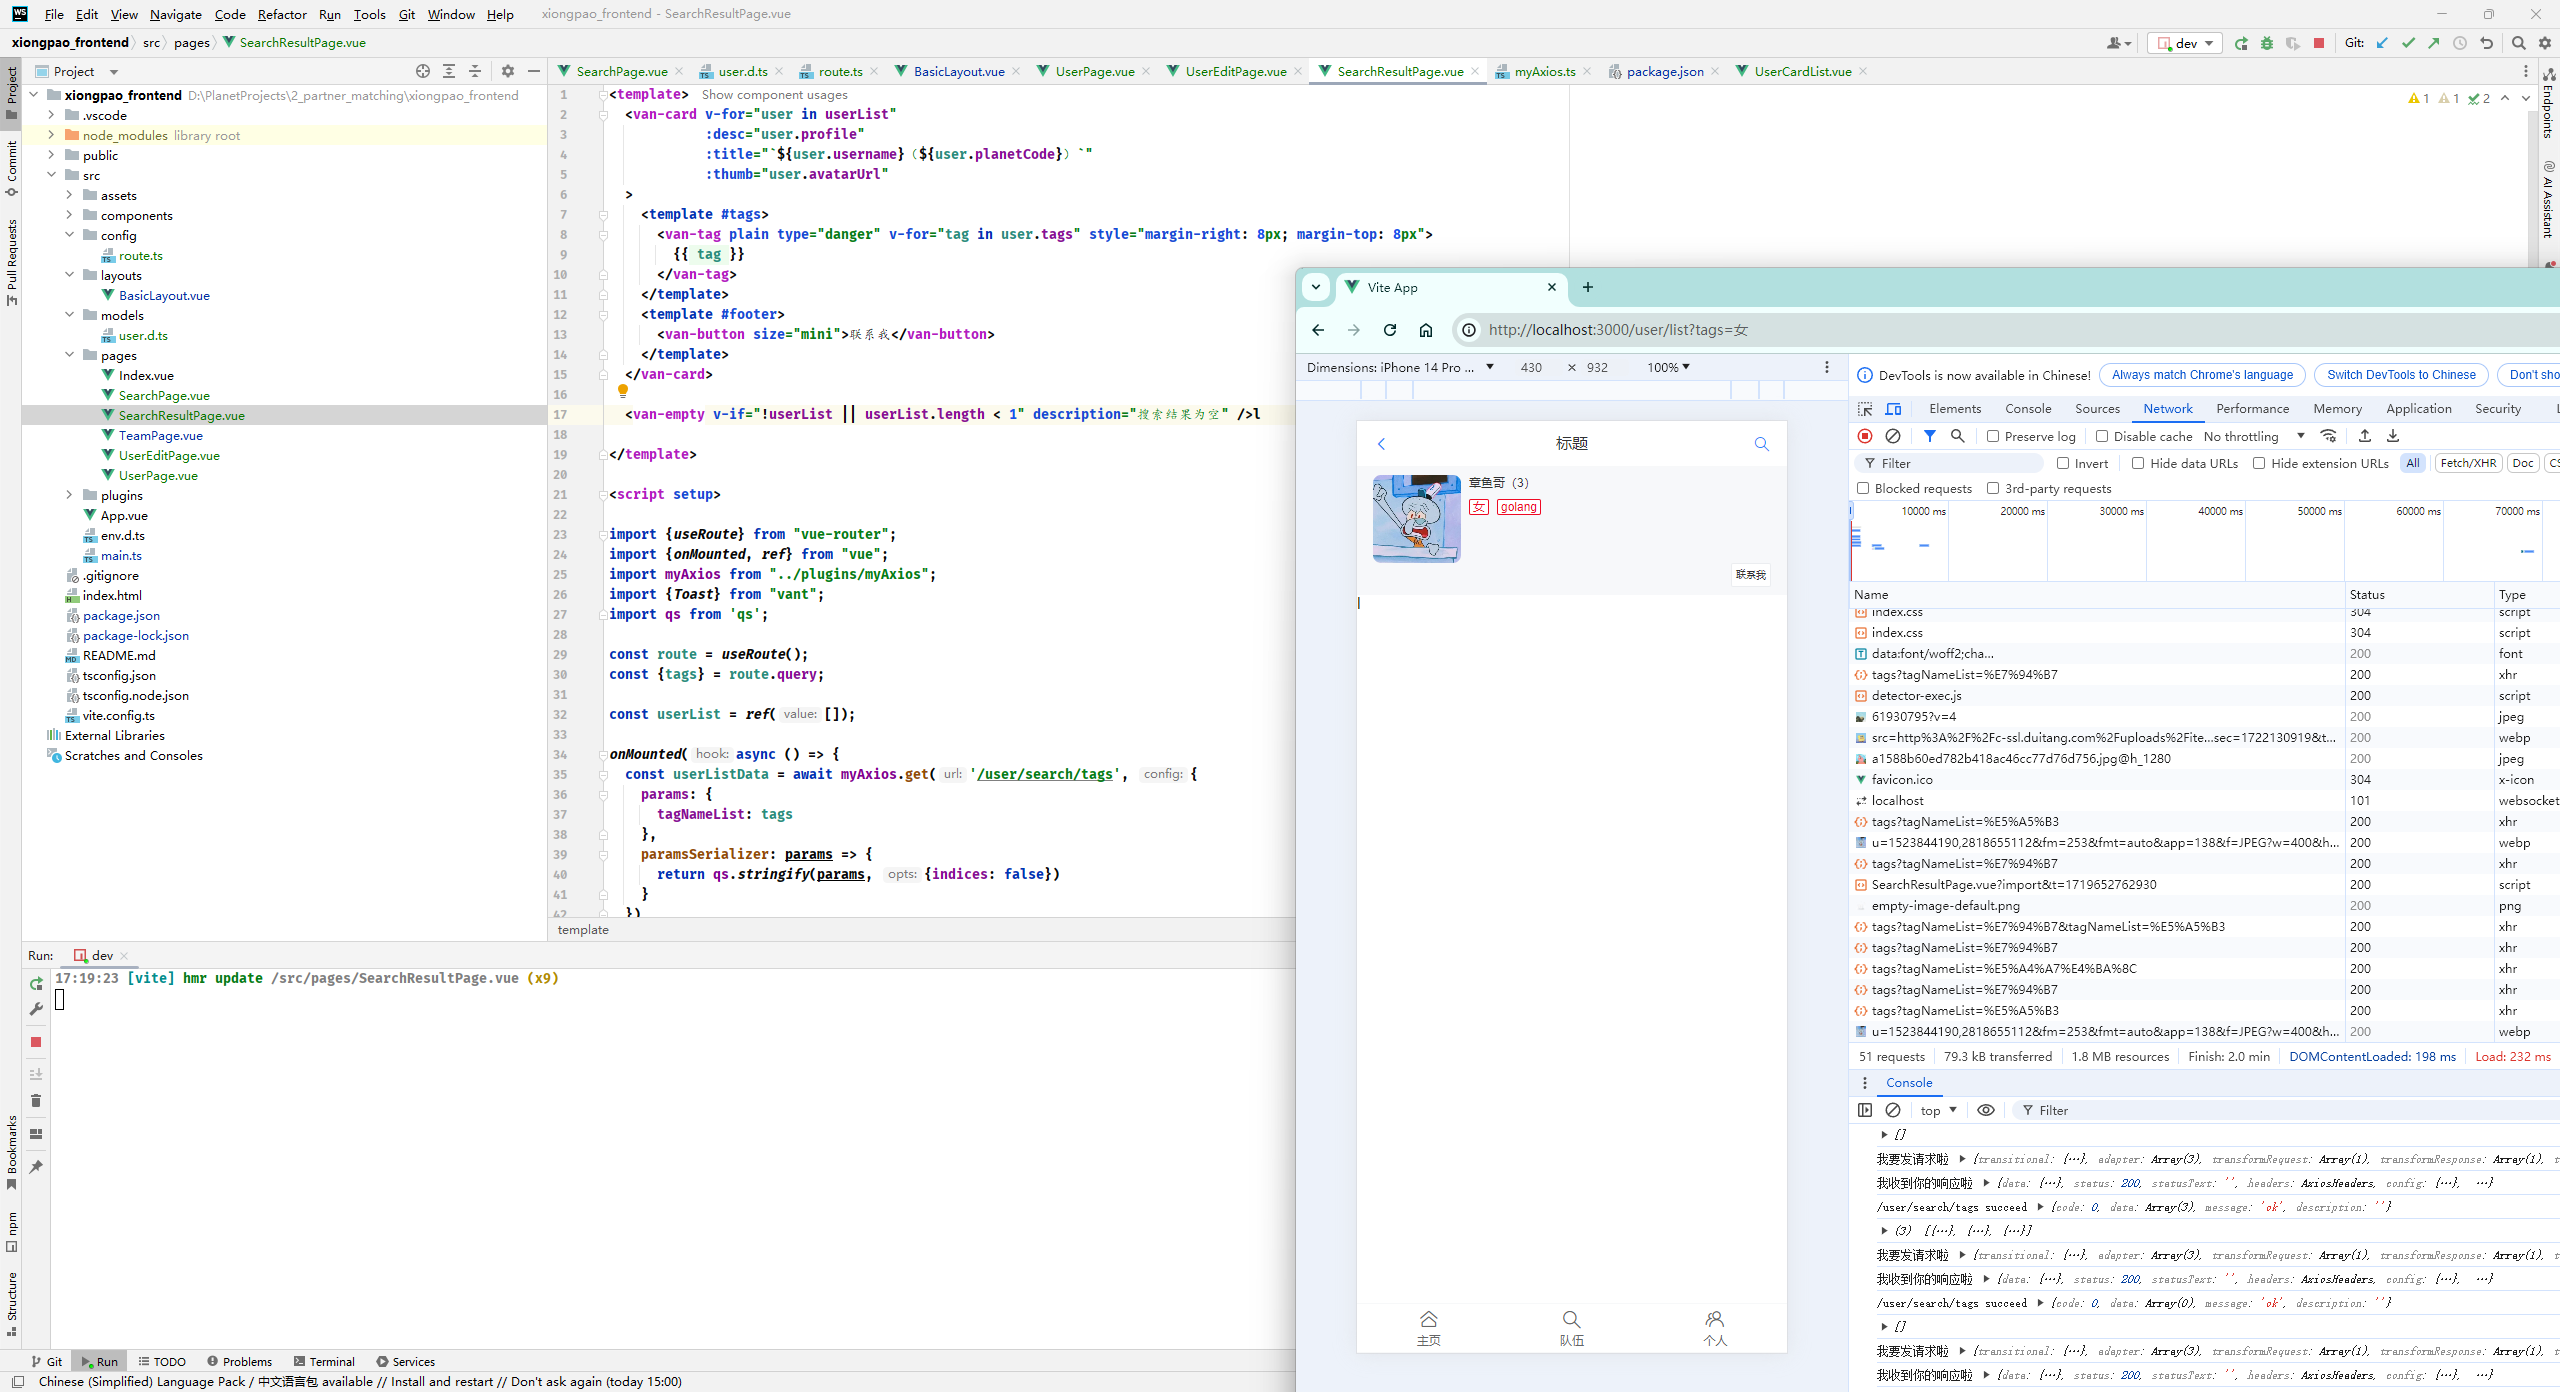 File Edit View Navigate Code Refactor Run Tools Git Window Help xiongpao_frontend - SearchResultPage.vue
xiongpao_frontend src pages SearchResultPage.vue dev Git:
Project
SearchPage.vue user.d.ts route.ts BasicLayout.vue UserPage.vue UserEditPage.vue SearchResultPage.vue myAxios.ts package.json UserCardList.vue
Project
Commit
Pull Requests
Bookmarks
npm
Structure
Endpoints
AI Assistant
xiongpao_frontend D:\PlanetProjects\2_partner_matching\xiongpao_frontend
.vscode
node_modules library root
public
src
assets
components
config
route.ts
layouts
BasicLayout.vue
models
user.d.ts
pages
Index.vue
SearchPage.vue
SearchResultPage.vue
TeamPage.vue
UserEditPage.vue
UserPage.vue
plugins
App.vue
env.d.ts
main.ts
.gitignore
index.html
package.json
package-lock.json
README.md
tsconfig.json
tsconfig.node.json
vite.config.ts
External Libraries
Scratches and Consoles
1 1 2
1 <template> Show component usages
2 <van-card v-for="user in userList"
3 :desc="user.profile"
4 :title="`${user.username}（${user.planetCode}）`"
5 :thumb="user.avatarUrl"
6 >
7 <template #tags>
8 <van-tag plain type="danger" v-for="tag in user.tags" style="margin-right: 8px; margin-top: 8px">
9 {{ tag }}
10 </van-tag>
11 </template>
12 <template #footer>
13 <van-button size="mini">联系我</van-button>
14 </template>
15 </van-card>
16
17 <van-empty v-if="!userList || userList.length < 1" description="搜索结果为空" />l
18
19 </template>
20
21 <script setup>
22
23 import {useRoute} from "vue-router";
24 import {onMounted, ref} from "vue";
25 import myAxios from "../plugins/myAxios";
26 import {Toast} from "vant";
27 import qs from 'qs';
28
29 const route = useRoute();
30 const {tags} = route.query;
31
32 const userList = ref( value: []);
33
34 onMounted( hook: async () => {
35 const userListData = await myAxios.get( url: '/user/search/tags', config: {
36 params: {
37 tagNameList: tags
38 },
39 paramsSerializer: params => {
40 return qs.stringify(params, opts: {indices: false})
41 }
42 })
template
Run: dev
17:19:23 [vite] hmr update /src/pages/SearchResultPage.vue (x9)
Git Run TODO Problems Terminal Services
Chinese (Simplified) Language Pack / 中文语言包 available // Install and restart // Don't ask again (today 15:00)
Vite App
http://localhost:3000/user/list?tags=女
Dimensions: iPhone 14 Pro ... 430 × 932 100%
标题
章鱼哥（3）
女 golang
联系我
l
主页 队伍 个人
DevTools is now available in Chinese! Always match Chrome's language Switch DevTools to Chinese Don't sho
Elements Console Sources Network Performance Memory Application Security
Preserve log Disable cache No throttling
Filter Invert Hide data URLs Hide extension URLs All Fetch/XHR Doc CS
Blocked requests 3rd-party requests
10000 ms 20000 ms 30000 ms 40000 ms 50000 ms 60000 ms 70000 ms
Name Status Type
index.css 304 script
index.css 304 script
data:font/woff2;cha... 200 font
tags?tagNameList=%E7%94%B7 200 xhr
detector-exec.js 200 script
61930795?v=4 200 jpeg
src=http%3A%2F%2Fc-ssl.duitang.com%2Fuploads%2Fite...sec=1722130919&t... 200 webp
a1588b60ed782b418ac46cc77d76d756.jpg@h_1280 200 jpeg
favicon.ico 304 x-icon
localhost 101 websocket
tags?tagNameList=%E5%A5%B3 200 xhr
u=1523844190,2818655112&fm=253&fmt=auto&app=138&f=JPEG?w=400&h... 200 webp
tags?tagNameList=%E7%94%B7 200 xhr
SearchResultPage.vue?import&t=1719652762930 200 script
empty-image-default.png 200 png
tags?tagNameList=%E7%94%B7&tagNameList=%E5%A5%B3 200 xhr
tags?tagNameList=%E7%94%B7 200 xhr
tags?tagNameList=%E5%A4%A7%E4%BA%8C 200 xhr
tags?tagNameList=%E7%94%B7 200 xhr
tags?tagNameList=%E5%A5%B3 200 xhr
u=1523844190,2818655112&fm=253&fmt=auto&app=138&f=JPEG?w=400&h... 200 webp
51 requests 79.3 kB transferred 1.8 MB resources Finish: 2.0 min DOMContentLoaded: 198 ms Load: 232 ms
Console
top Filter
[]
我要发请求啦 {transitional: {…}, adapter: Array(3), transformRequest: Array(1), transformResponse: Array(1), t
我收到你的响应啦 {data: {…}, status: 200, statusText: '', headers: AxiosHeaders, config: {…}, …}
/user/search/tags succeed {code: 0, data: Array(3), message: 'ok', description: ''}
(3) [{…}, {…}, {…}]
我要发请求啦 {transitional: {…}, adapter: Array(3), transformRequest: Array(1), transformResponse: Array(1), t
我收到你的响应啦 {data: {…}, status: 200, statusText: '', headers: AxiosHeaders, config: {…}, …}
/user/search/tags succeed {code: 0, data: Array(0), message: 'ok', description: ''}
[]
我要发请求啦 {transitional: {…}, adapter: Array(3), transformRequest: Array(1), transformResponse: Array(1), t
我收到你的响应啦 {data: {…}, status: 200, statusText: '', headers: AxiosHeaders, config: {…}, …}